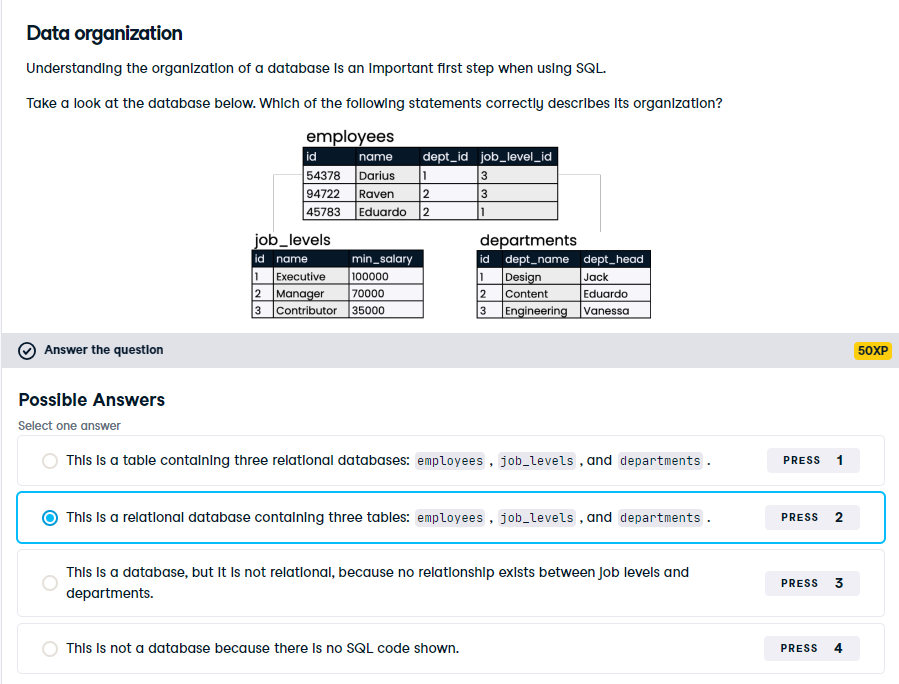 Data organization
Understanding the organization of a database is an important first step when using SQL.
Take a look at the database below. Which of the following statements correctly describes its organization?
employees
id name dept_id job_level_id
54378 Darius 1 3
94722 Raven 2 3
45783 Eduardo 2 1
job_levels
id name min_salary
1 Executive 100000
2 Manager 70000
3 Contributor 35000
departments
id dept_name dept_head
1 Design Jack
2 Content Eduardo
3 Engineering Vanessa
Answer the question 50XP
Possible Answers
Select one answer
This is a table containing three relational databases: employees , job_levels , and departments . PRESS 1
This is a relational database containing three tables: employees , job_levels , and departments . PRESS 2
This is a database, but it is not relational, because no relationship exists between job levels and
departments. PRESS 3
This is not a database because there is no SQL code shown. PRESS 4